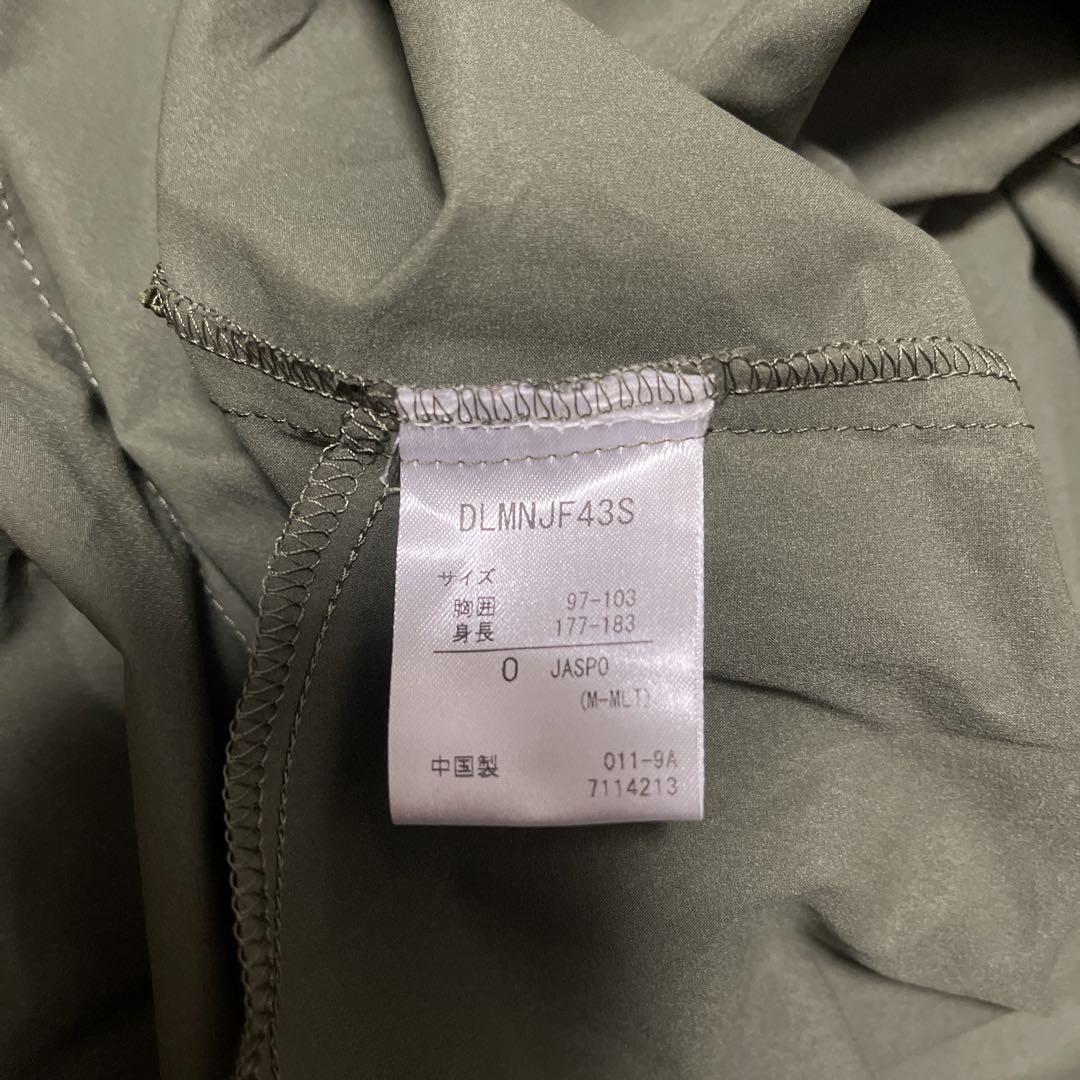 DLMNJF43S
サイズ
胸囲 97-103
身長 177-183
O JASPO
(M-MLT)
中国製 011-9A
7114213